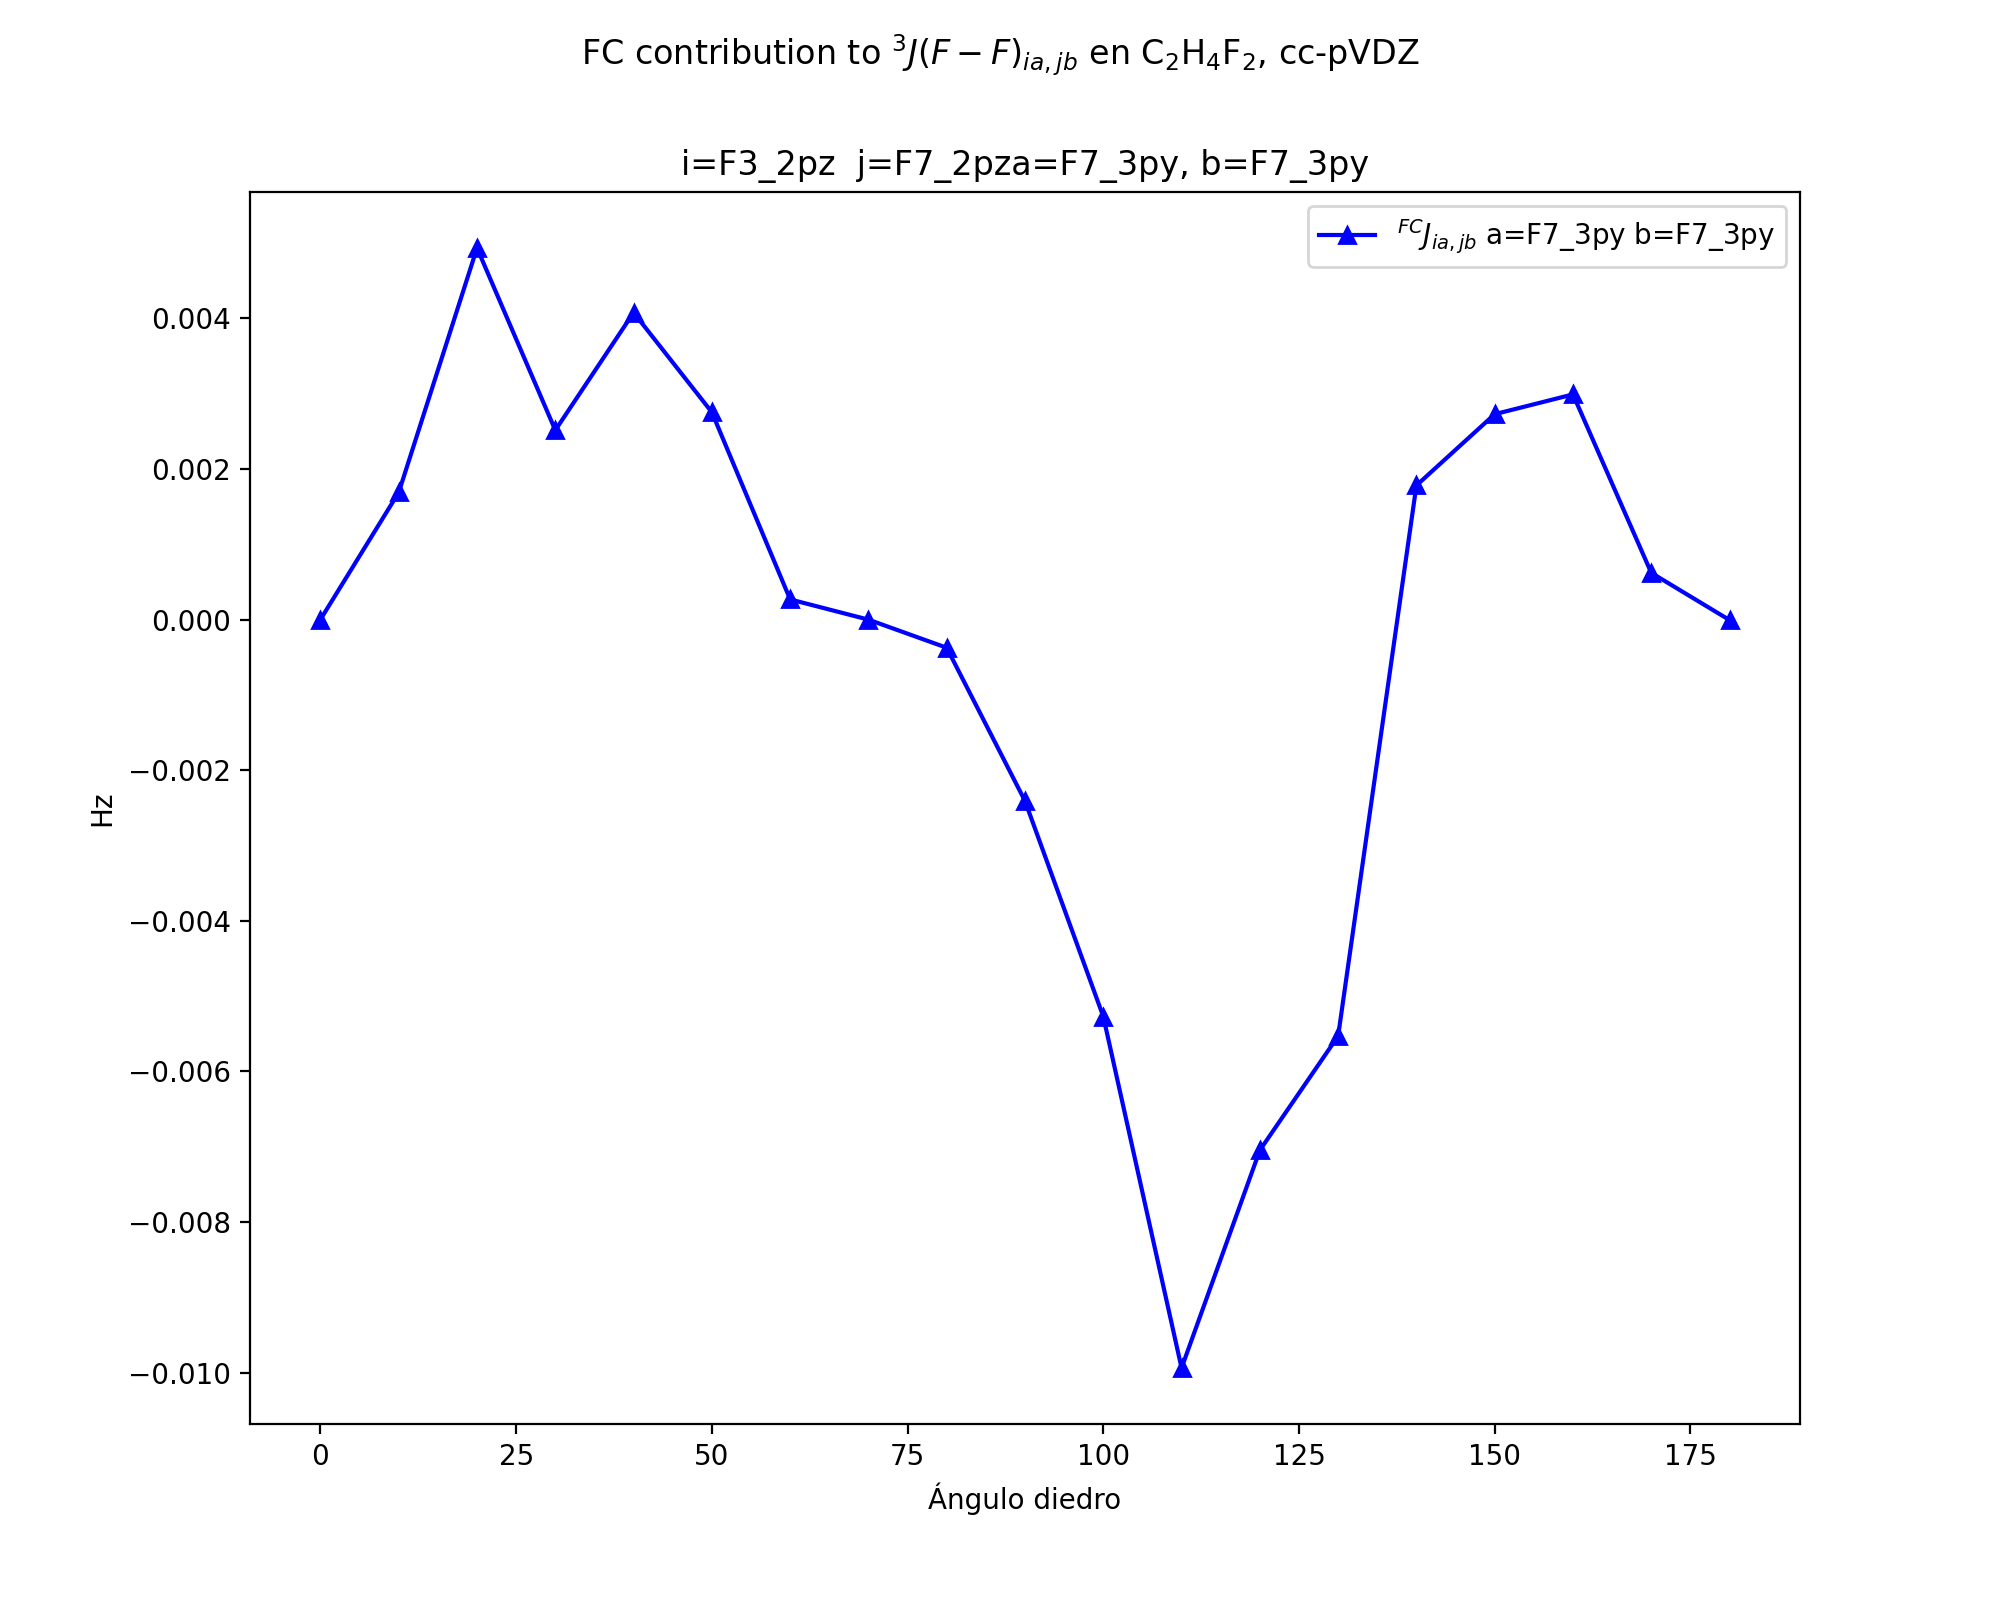 FC contribution to ³J(F − F)ᵢₐ,ⱼb en C₂H₄F₂, cc-pVDZ
i=F3_2pz  j=F7_2pza=F7_3py, b=F7_3py
ᶠᶜJᵢₐ,ⱼb a=F7_3py b=F7_3py
0.004
0.002
0.000
−0.002
−0.004
−0.006
−0.008
−0.010
Hz
0 25 50 75 100 125 150 175
Ángulo diedro